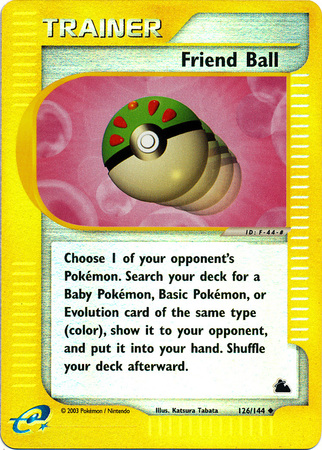 TRAINER
Friend Ball
ID: F-44-#
Choose 1 of your opponent's
Pokémon. Search your deck for a
Baby Pokémon, Basic Pokémon, or
Evolution card of the same type
(color), show it to your opponent,
and put it into your hand. Shuffle
your deck afterward.
e
© 2003 Pokémon / Nintendo Illus. Katsura Tabata 126/144 ◆